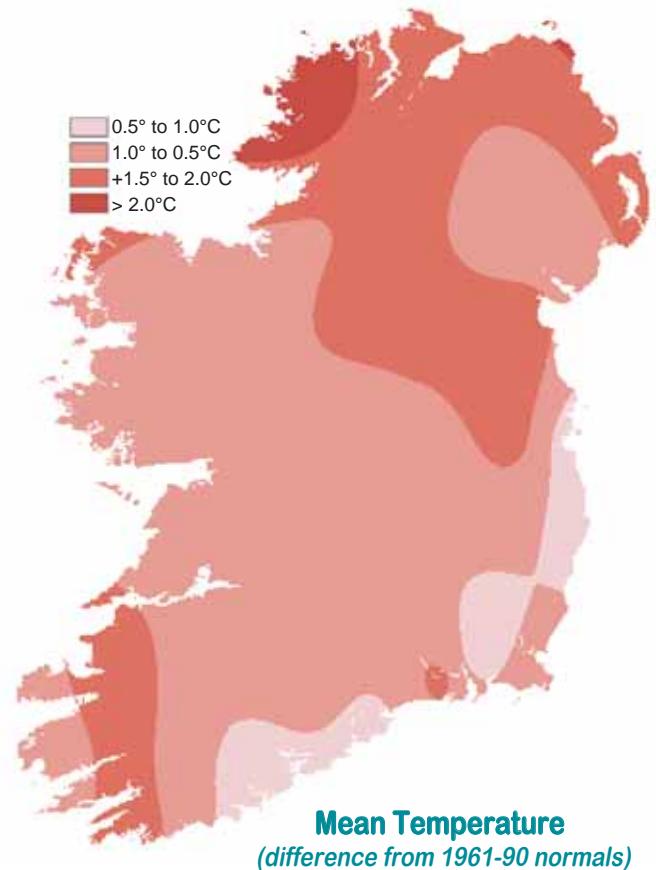 0.5° to 1.0°C
1.0° to 0.5°C
+1.5° to 2.0°C
> 2.0°C
Mean Temperature
(difference from 1961-90 normals)